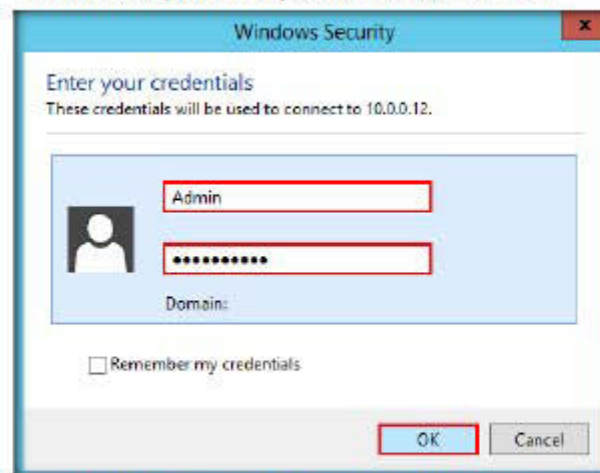 Windows Security
x
Enter your credentials
These credentials will be used to connect to 10.0.0.12.
Admin
••••••••••
Domain:
Remember my credentials
OK
Cancel